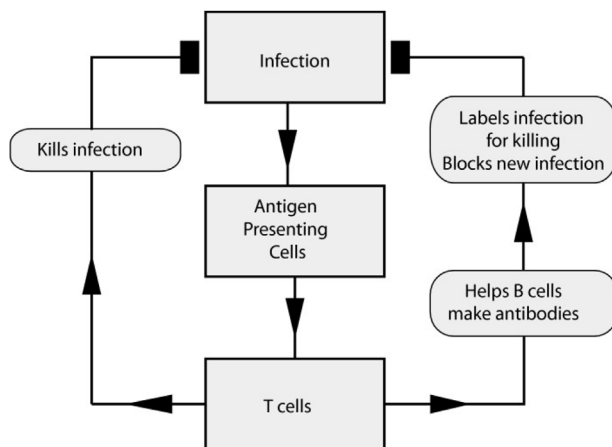 Infection
Kills infection
Labels infection
for killing
Blocks new infection
Antigen
Presenting
Cells
Helps B cells
make antibodies
T cells